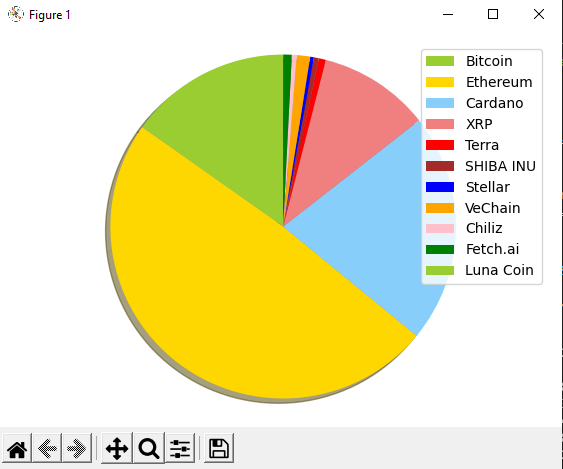 Figure 1
Bitcoin
Ethereum
Cardano
XRP
Terra
SHIBA INU
Stellar
VeChain
Chiliz
Fetch.ai
Luna Coin